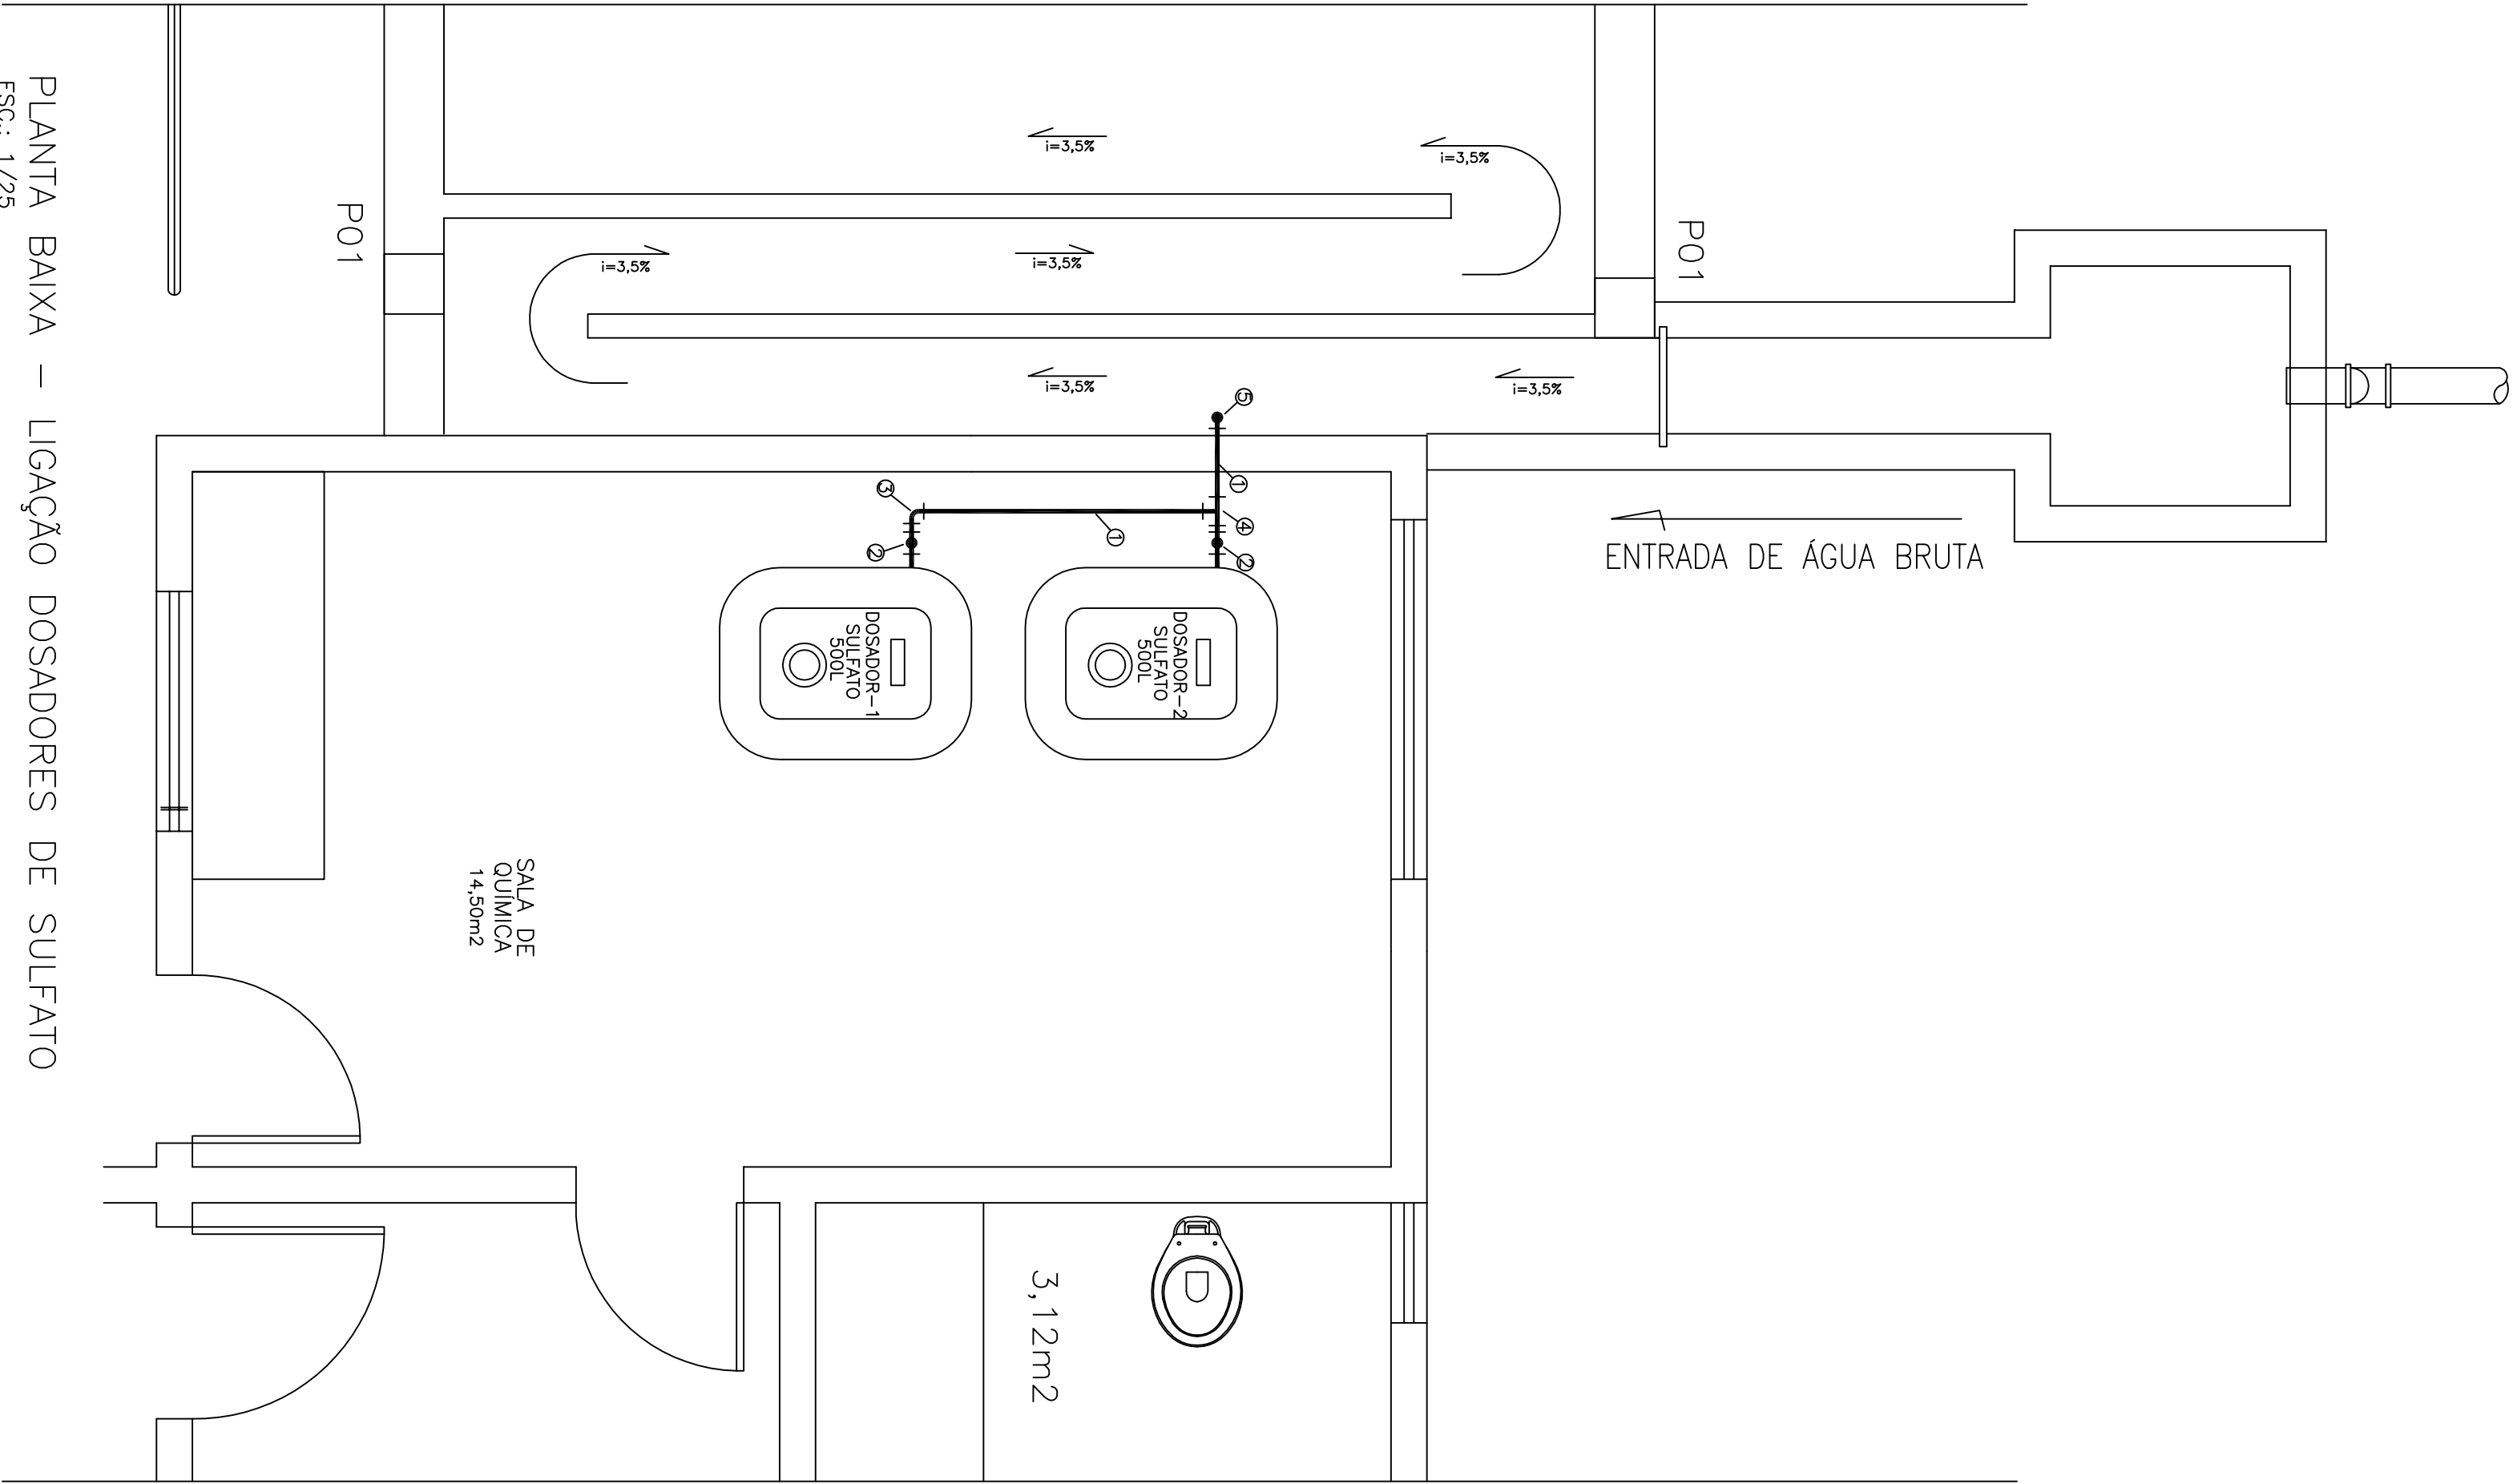 PLANTA BAIXA – LIGAÇÃO DOSADORES DE SULFATO
ESC.: 1/25
P01
P01
i=3,5%
i=3,5%
i=3,5%
i=3,5%
i=3,5%
i=3,5%
ENTRADA DE ÁGUA BRUTA
5
1
3
4
1
2
2
DOSADOR-1
SULFATO
500L
DOSADOR-2
SULFATO
500L
SALA DE
QUÍMICA
14,50m2
3,12m2